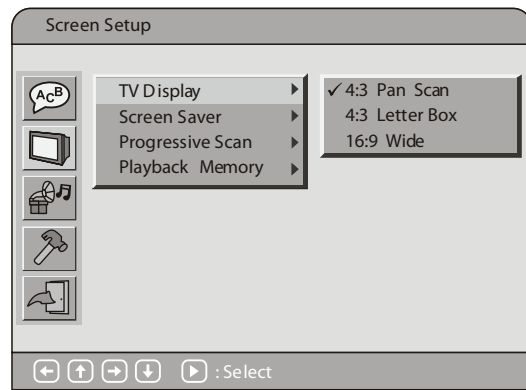 Screen Setup
ACB
TV Display
Screen Saver
Progressive Scan
Playback Memory
✓ 4:3 Pan Scan
4:3 Letter Box
16:9 Wide
: Select